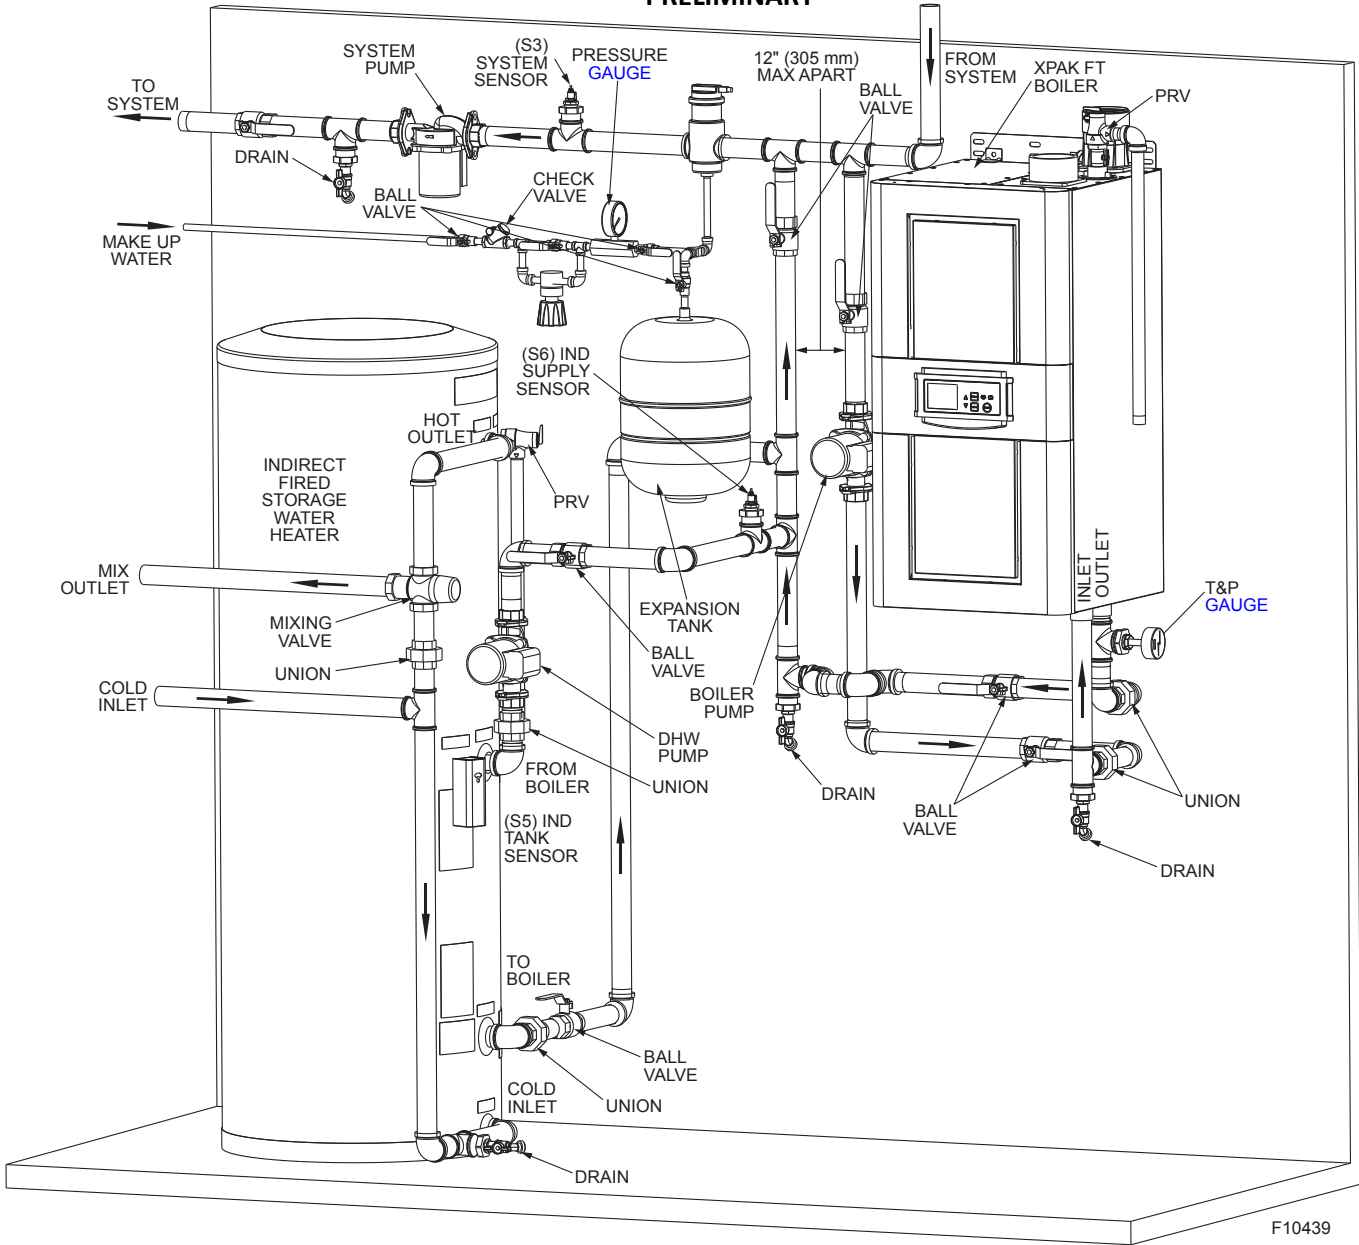 PRELIMINARY
TO
SYSTEM
SYSTEM
PUMP
(S3)
SYSTEM
SENSOR
PRESSURE
GAUGE
12" (305 mm)
MAX APART
BALL
VALVE
FROM
SYSTEM
XPAK FT
BOILER
PRV
DRAIN
BALL
VALVE
CHECK
VALVE
MAKE UP
WATER
(S6) IND
SUPPLY
SENSOR
HOT
OUTLET
INDIRECT
FIRED
STORAGE
WATER
HEATER
PRV
MIX
OUTLET
MIXING
VALVE
UNION
COLD
INLET
EXPANSION
TANK
BALL
VALVE
BOILER
PUMP
INLET
OUTLET
T&P
GAUGE
DHW
PUMP
FROM
BOILER
UNION
(S5) IND
TANK
SENSOR
DRAIN
BALL
VALVE
UNION
DRAIN
TO
BOILER
BALL
VALVE
COLD
INLET
UNION
DRAIN
F10439